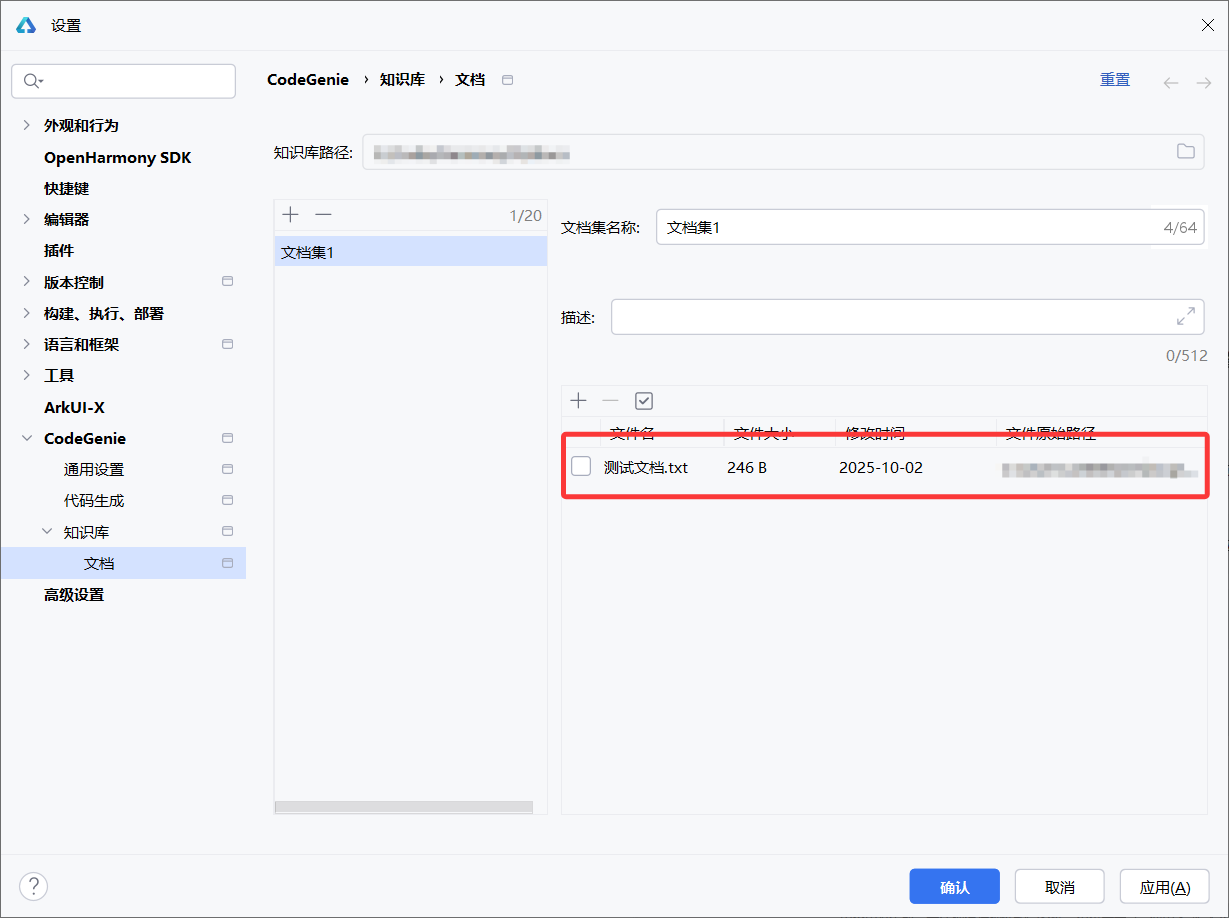 设置
CodeGenie › 知识库 › 文档
重置
外观和行为
OpenHarmony SDK
快捷键
编辑器
插件
版本控制
构建、执行、部署
语言和框架
工具
ArkUI-X
CodeGenie
通用设置
代码生成
知识库
文档
高级设置
知识库路径:
1/20
文档集1
文档集名称: 文档集1 4/64
描述:
0/512
文件名 文件大小 修改时间 文件原始路径
测试文档.txt 246 B 2025-10-02
? 确认 取消 应用(A)